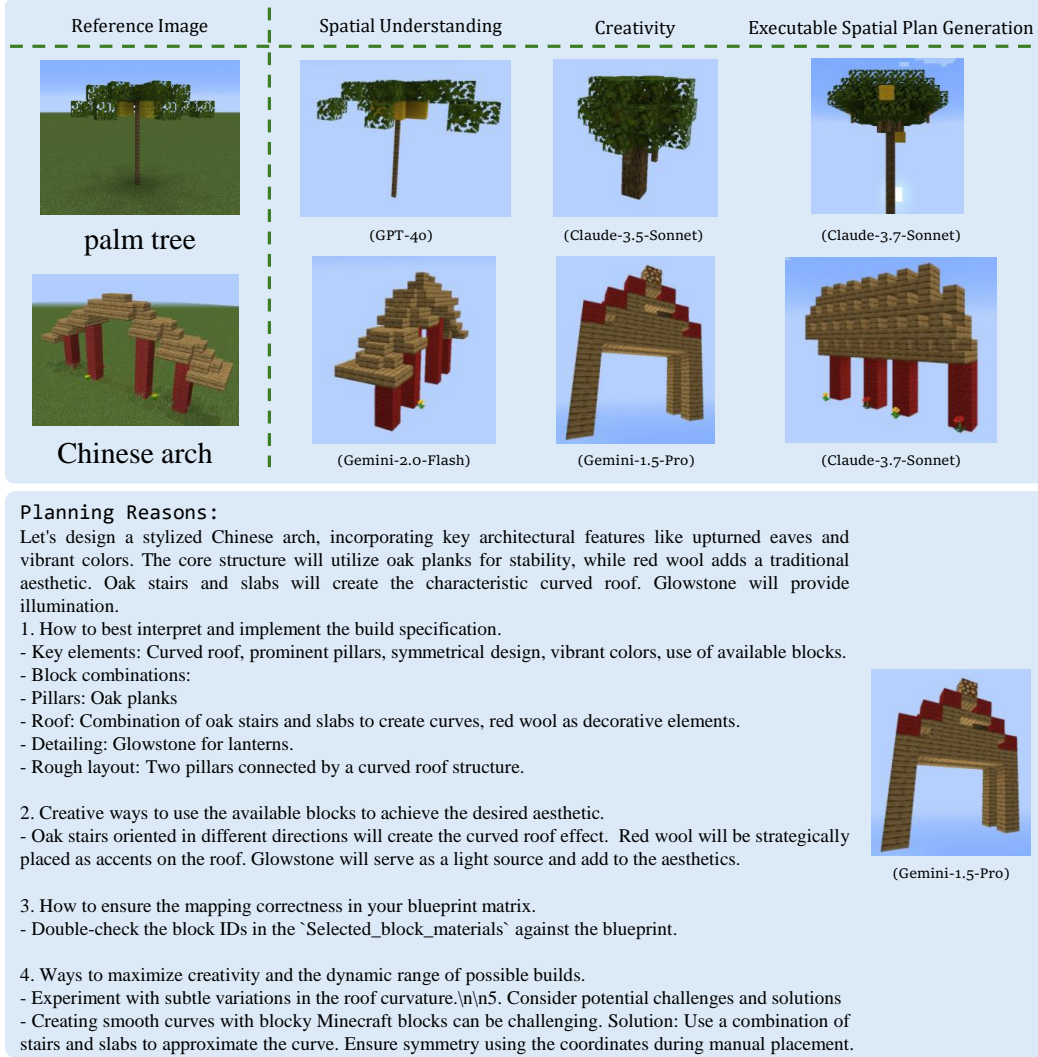 Reference Image
Spatial Understanding
Creativity
Executable Spatial Plan Generation
palm tree
(GPT-4o)
(Claude-3.5-Sonnet)
(Claude-3.7-Sonnet)
Chinese arch
(Gemini-2.0-Flash)
(Gemini-1.5-Pro)
(Claude-3.7-Sonnet)
Planning Reasons:
Let's design a stylized Chinese arch, incorporating key architectural features like upturned eaves and
vibrant colors. The core structure will utilize oak planks for stability, while red wool adds a traditional
aesthetic. Oak stairs and slabs will create the characteristic curved roof. Glowstone will provide
illumination.
1. How to best interpret and implement the build specification.
- Key elements: Curved roof, prominent pillars, symmetrical design, vibrant colors, use of available blocks.
- Block combinations:
- Pillars: Oak planks
- Roof: Combination of oak stairs and slabs to create curves, red wool as decorative elements.
- Detailing: Glowstone for lanterns.
- Rough layout: Two pillars connected by a curved roof structure.
2. Creative ways to use the available blocks to achieve the desired aesthetic.
- Oak stairs oriented in different directions will create the curved roof effect. Red wool will be strategically
placed as accents on the roof. Glowstone will serve as a light source and add to the aesthetics.
3. How to ensure the mapping correctness in your blueprint matrix.
- Double-check the block IDs in the `Selected_block_materials` against the blueprint.
4. Ways to maximize creativity and the dynamic range of possible builds.
- Experiment with subtle variations in the roof curvature.\n\n5. Consider potential challenges and solutions
- Creating smooth curves with blocky Minecraft blocks can be challenging. Solution: Use a combination of
stairs and slabs to approximate the curve. Ensure symmetry using the coordinates during manual placement.
(Gemini-1.5-Pro)